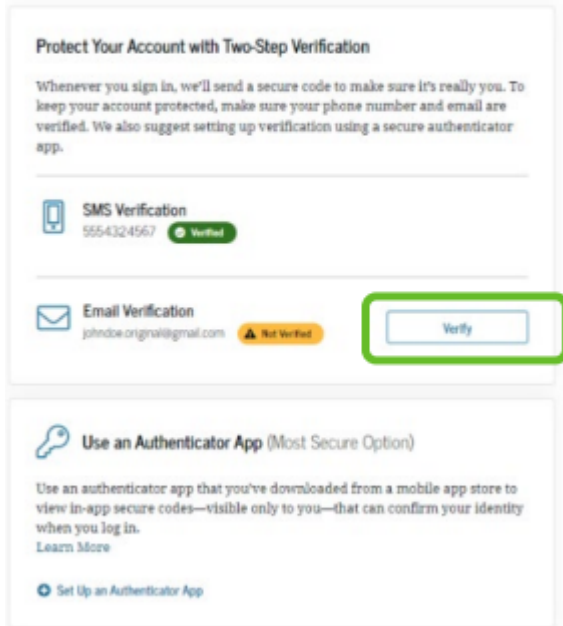 Protect Your Account with Two-Step Verification
Whenever you sign in, we'll send a secure code to make sure it's really you. To
keep your account protected, make sure your phone number and email are
verified. We also suggest setting up verification using a secure authenticator
app.
SMS Verification
5554324567 Verified
Email Verification
johndoe.original@gmail.com Not Verified Verify
Use an Authenticator App (Most Secure Option)
Use an authenticator app that you've downloaded from a mobile app store to
view in-app secure codes—visible only to you—that can confirm your identity
when you log in.
Learn More
Set Up an Authenticator App